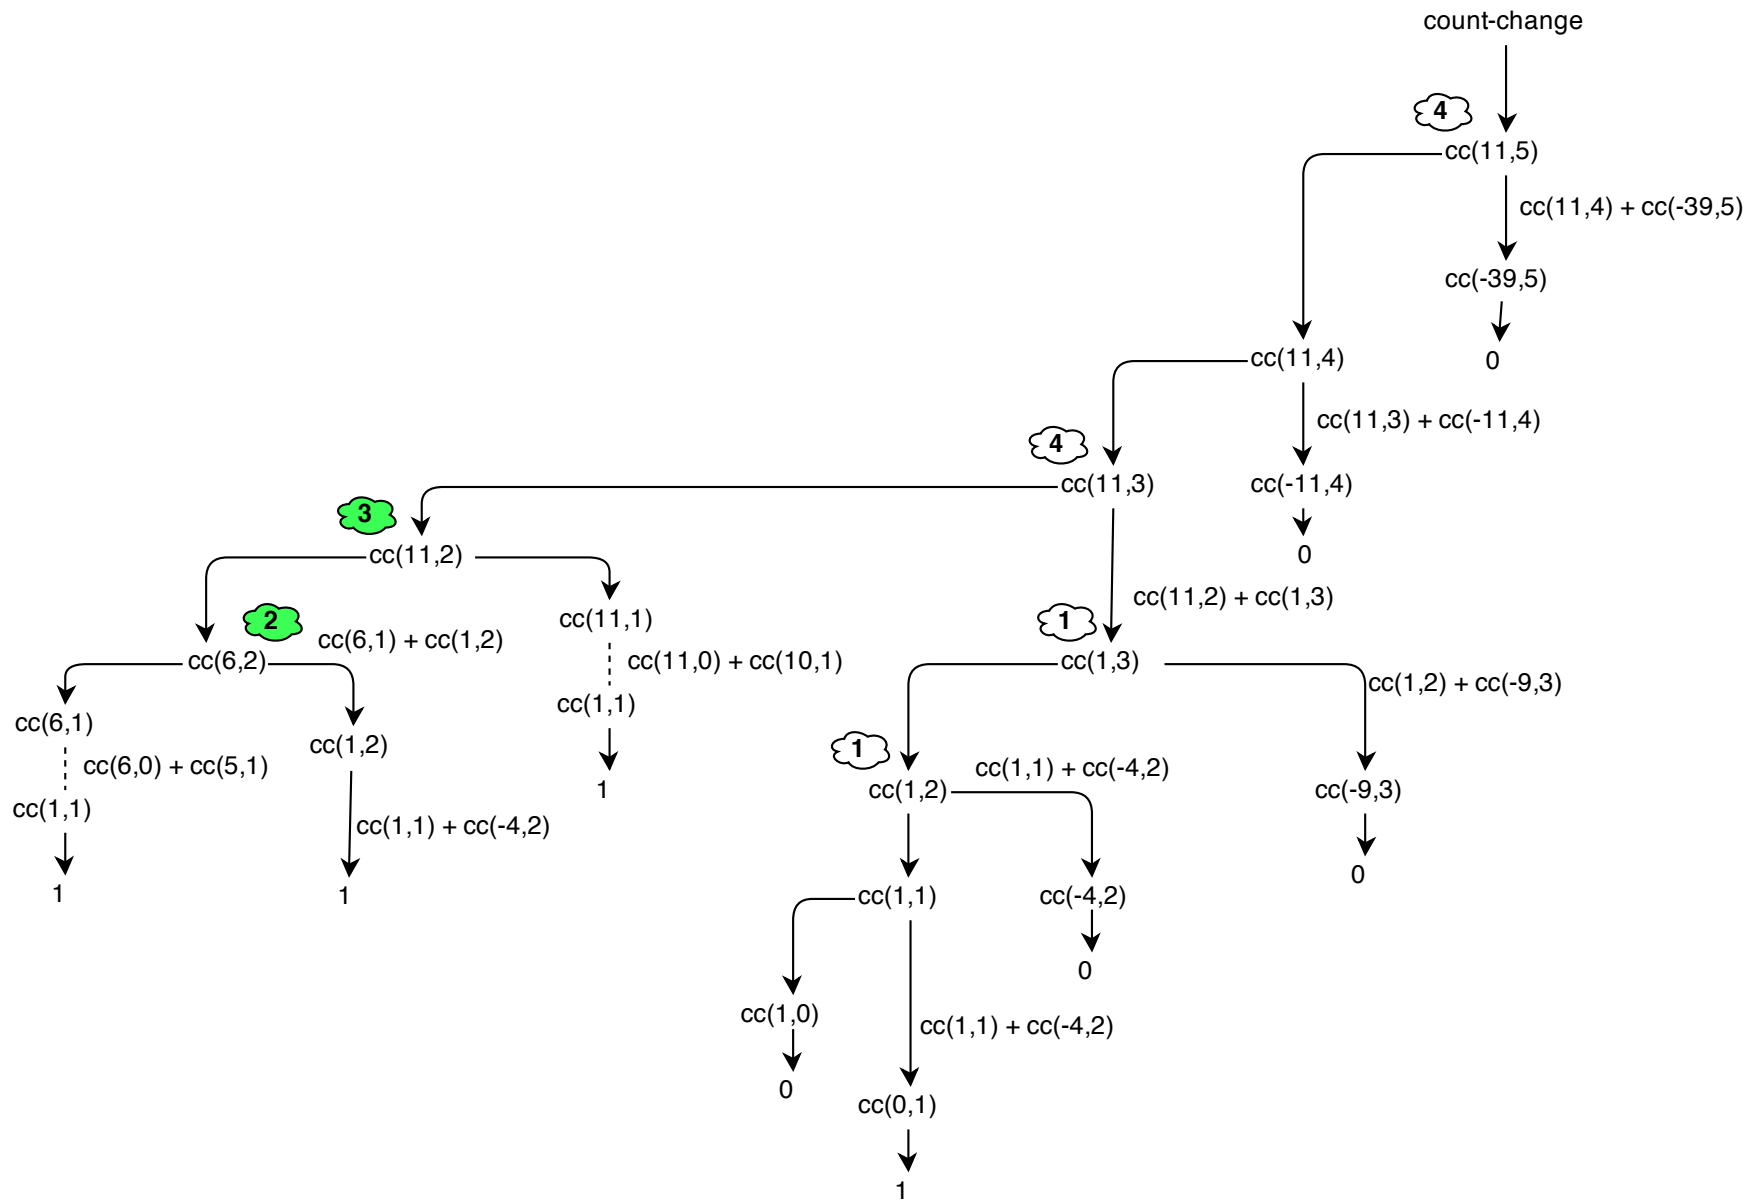 count-change
4
cc(11,5)
cc(11,4) + cc(-39,5)
cc(-39,5)
0
cc(11,4)
cc(11,3) + cc(-11,4)
4
cc(11,3)
cc(-11,4)
0
3
cc(11,2)
cc(11,2) + cc(1,3)
2
cc(6,1) + cc(1,2)
cc(11,1)
1
cc(6,2)
cc(11,0) + cc(10,1)
cc(1,3)
cc(1,2) + cc(-9,3)
cc(6,1)
cc(1,1)
cc(1,2)
1
cc(6,0) + cc(5,1)
cc(1,1) + cc(-4,2)
1
cc(1,2)
cc(-9,3)
cc(1,1)
cc(1,1) + cc(-4,2)
0
1
1
cc(1,1)
cc(-4,2)
0
cc(1,0)
cc(1,1) + cc(-4,2)
0
cc(0,1)
1